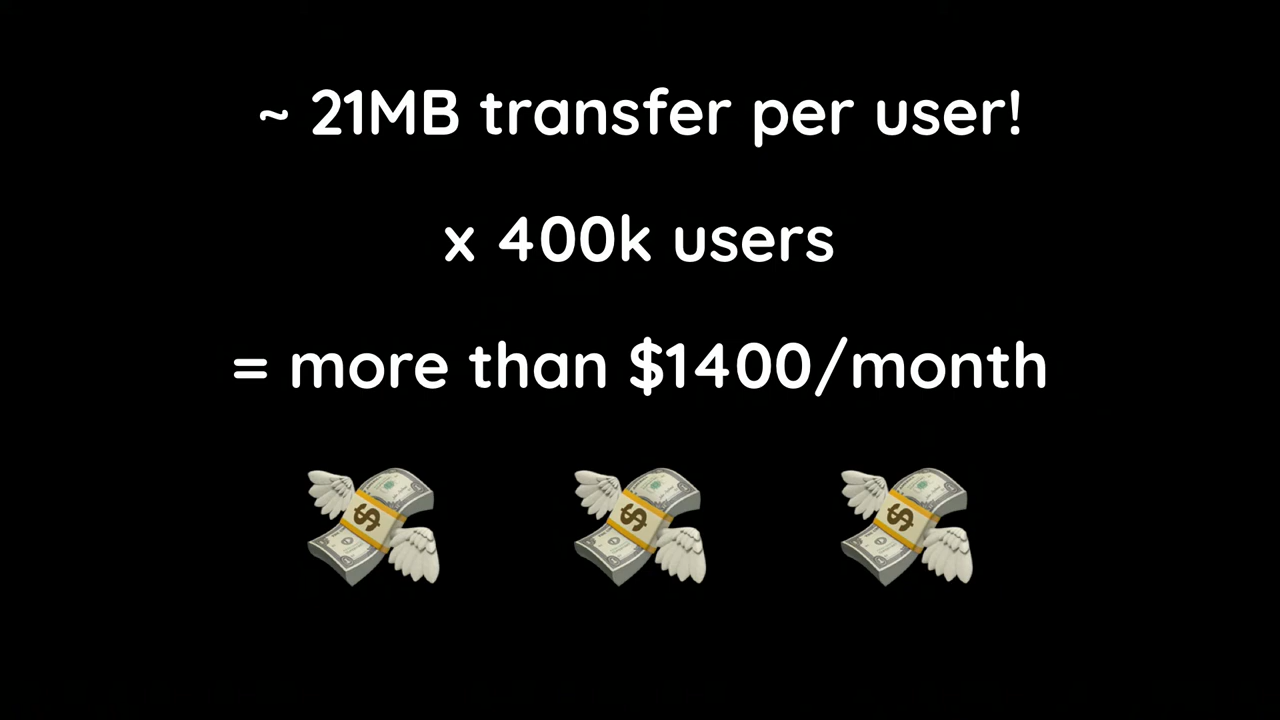 ~ 21MB transfer per user!
x 400k users
= more than $1400/month